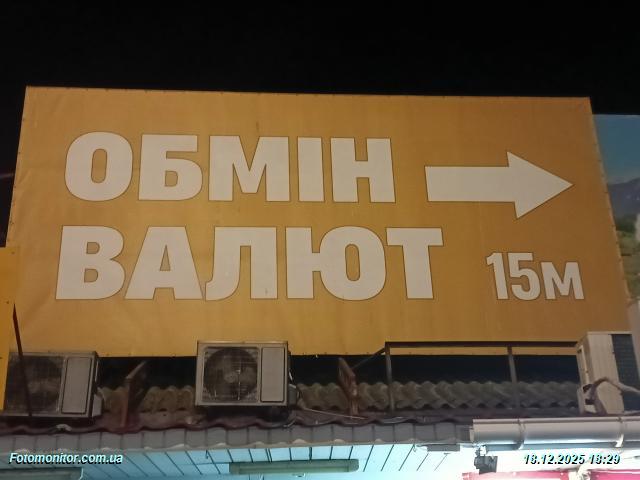 ОБМІН
ВАЛЮТ 15м
Fotomonitor.com.ua
18.12.2025 18:29